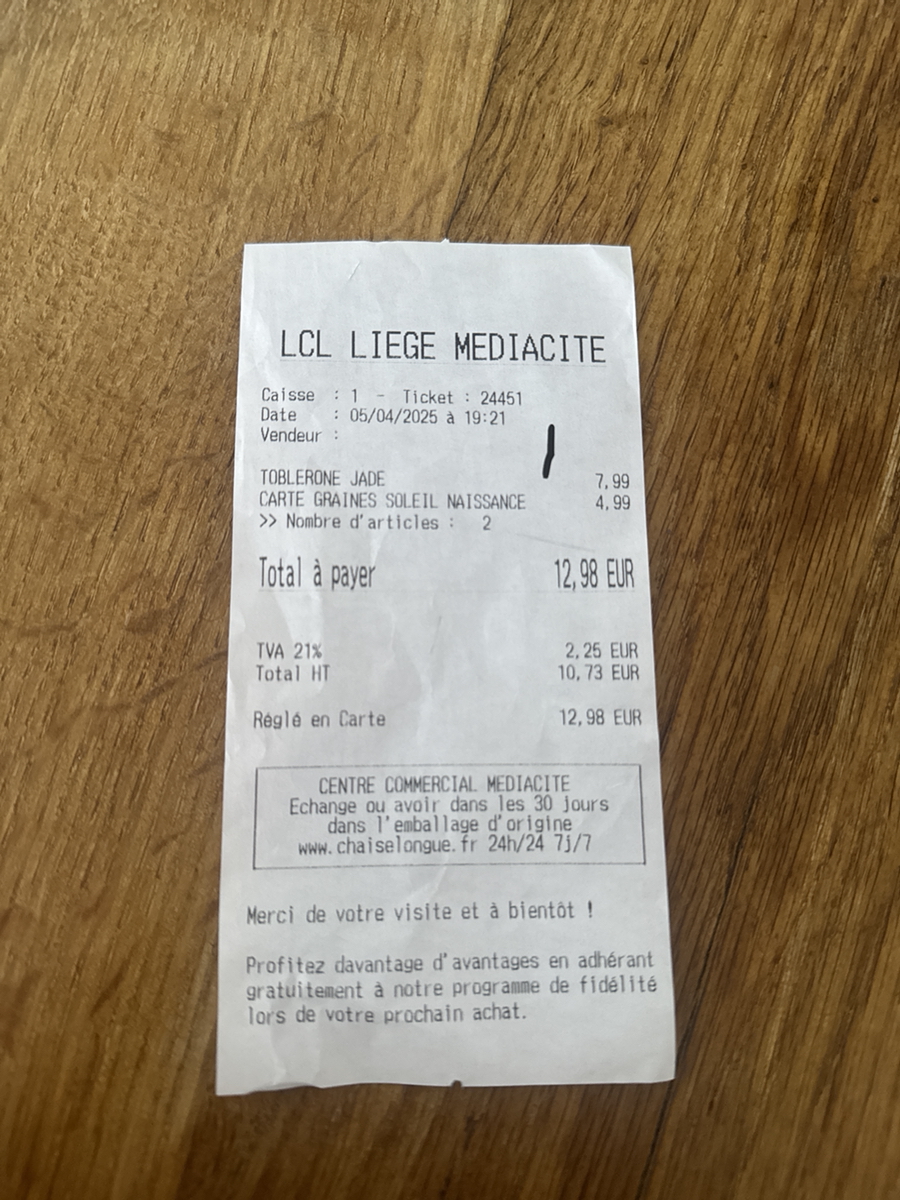 LCL LIEGE MEDIACITE
Caisse : 1 - Ticket : 24451
Date : 05/04/2025 à 19:21
Vendeur :
TOBLERONE JADE 7,99
CARTE GRAINES SOLEIL NAISSANCE 4,99
>> Nombre d'articles : 2
Total à payer 12,98 EUR
TVA 21% 2,25 EUR
Total HT 10,73 EUR
Réglé en Carte 12,98 EUR
CENTRE COMMERCIAL MEDIACITE
Echange ou avoir dans les 30 jours
dans l'emballage d'origine
www.chaiselongue.fr 24h/24 7j/7
Merci de votre visite et à bientôt !
Profitez davantage d'avantages en adhérant
gratuitement à notre programme de fidélité
lors de votre prochain achat.